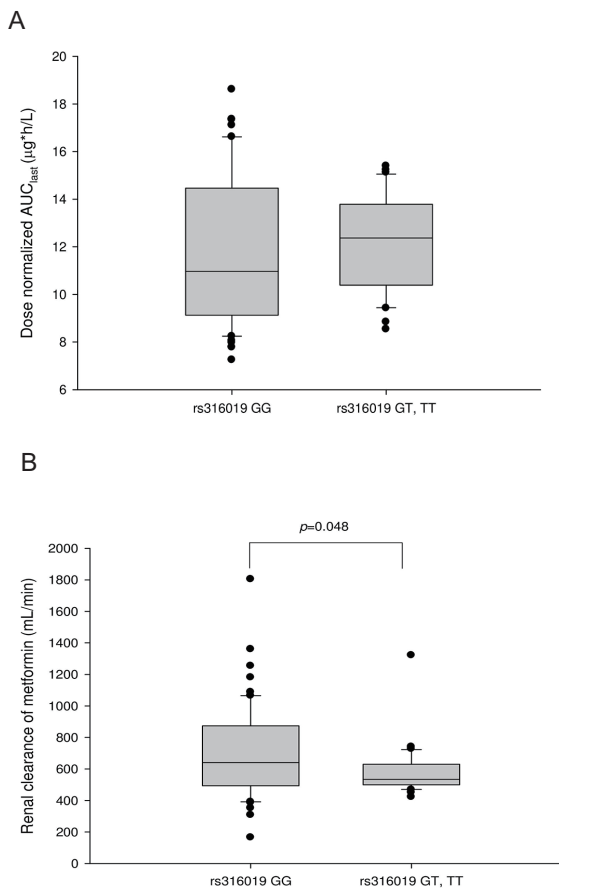 A
20
18
16
14
12
10
8
6
Dose normalized AUClast (µg*h/L)
rs316019 GG
rs316019 GT, TT
B
p=0.048
2000
1800
1600
1400
1200
1000
800
600
400
200
0
Renal clearance of metformin (mL/min)
rs316019 GG
rs316019 GT, TT